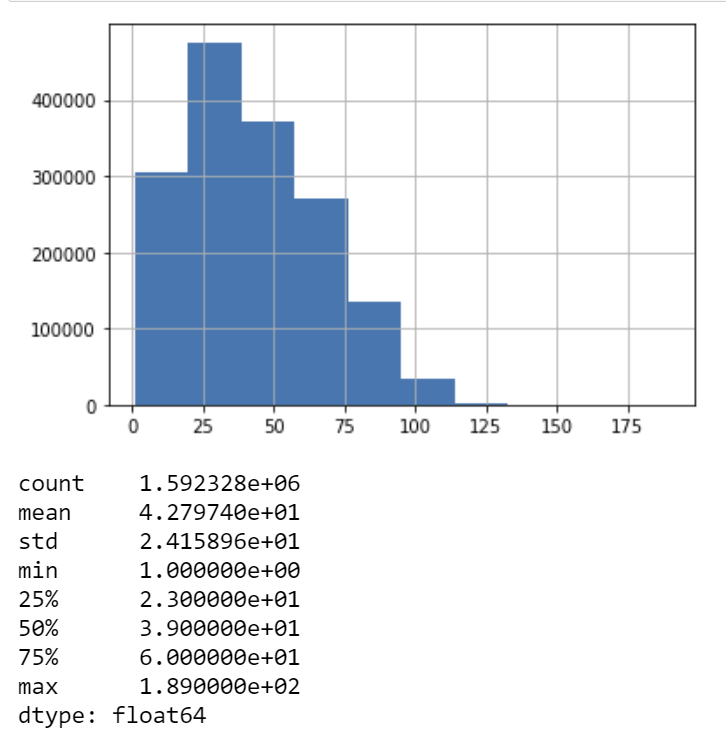 400000
300000
200000
100000
0
0 25 50 75 100 125 150 175
count 1.592328e+06
mean 4.279740e+01
std 2.415896e+01
min 1.000000e+00
25% 2.300000e+01
50% 3.900000e+01
75% 6.000000e+01
max 1.890000e+02
dtype: float64